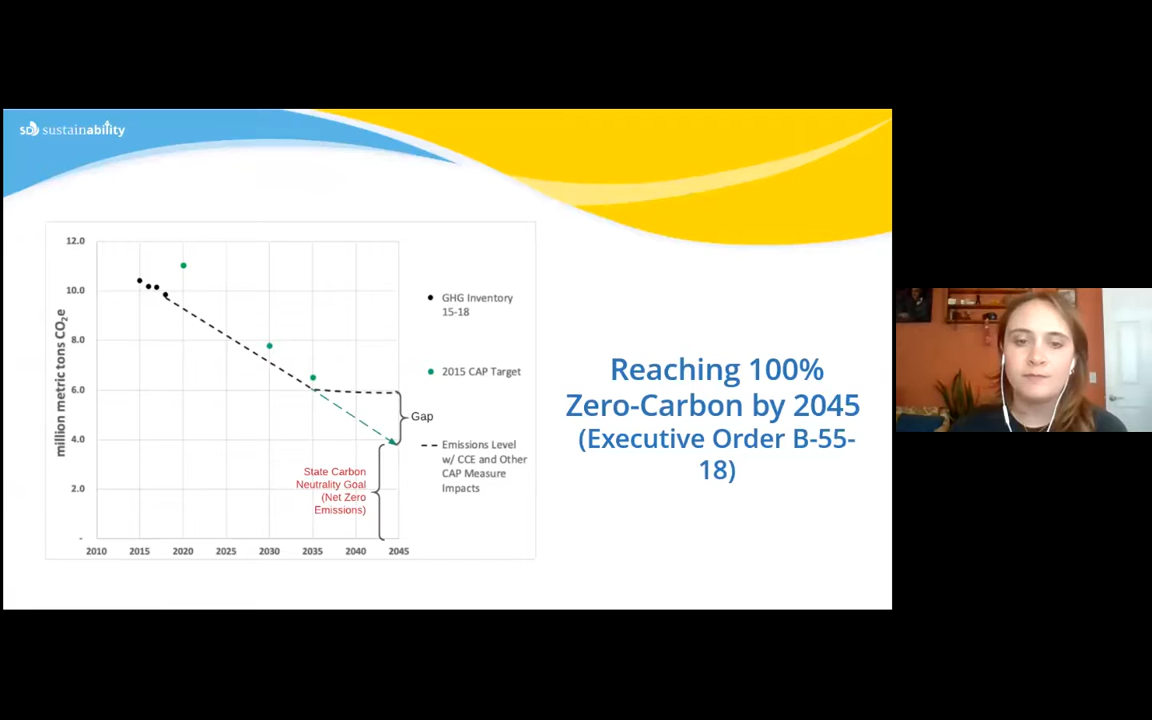 SD sustainability
12.0
10.0
8.0
6.0
4.0
2.0
-
million metric tons CO₂e
2010 2015 2020 2025 2030 2035 2040 2045
GHG Inventory
15-18
2015 CAP Target
Gap
Emissions Level
w/ CCE and Other
CAP Measure
Impacts
State Carbon
Neutrality Goal
(Net Zero
Emissions)
Reaching 100%
Zero-Carbon by 2045
(Executive Order B-55-
18)